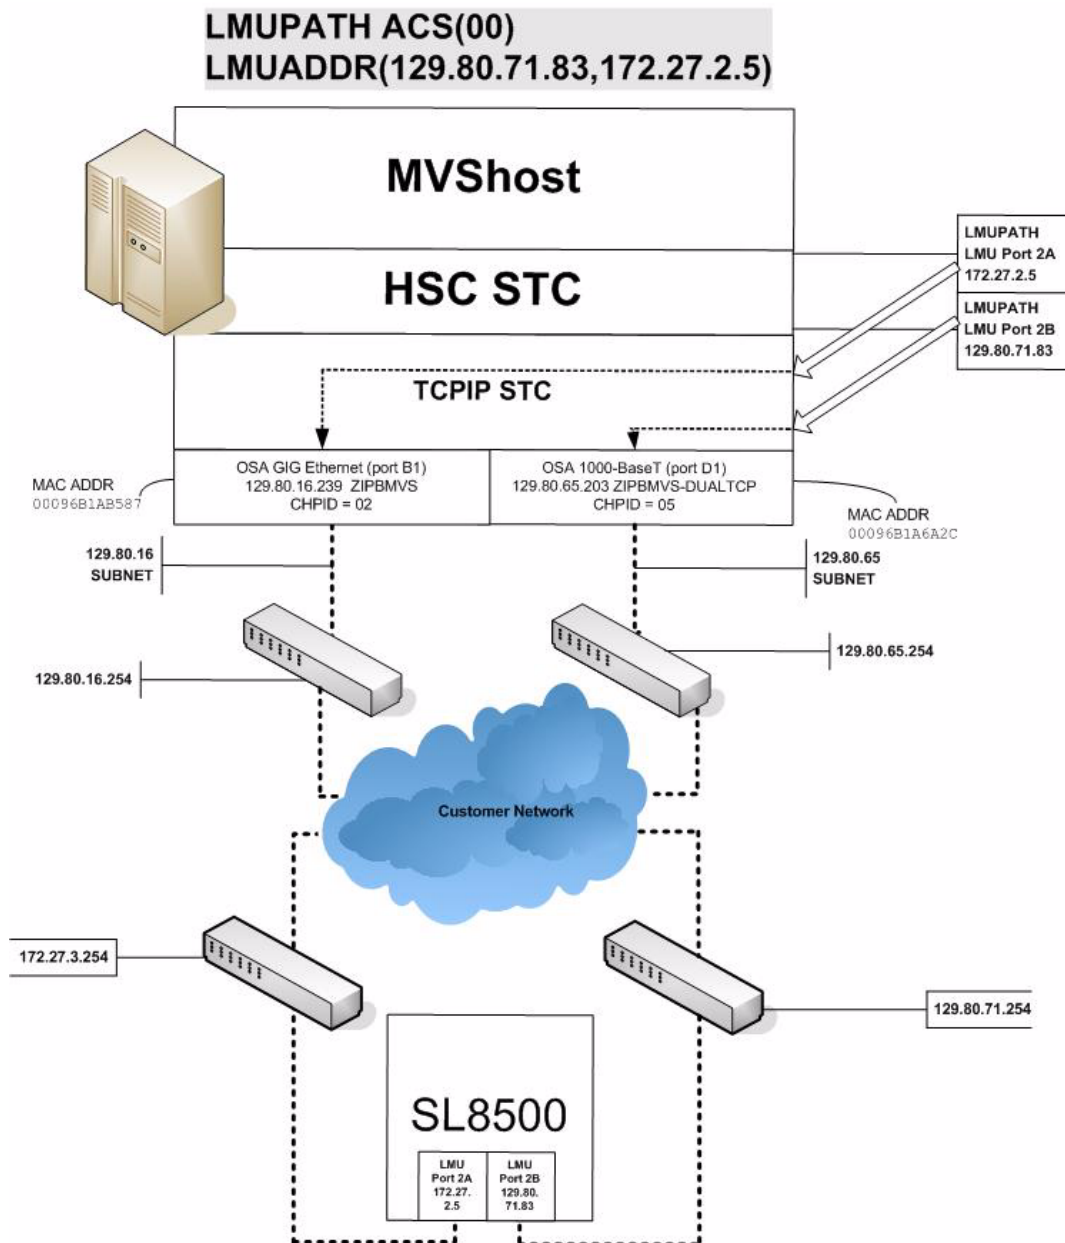 LMUPATH ACS(00)
LMUADDR(129.80.71.83,172.27.2.5)
MVShost
HSC STC
LMUPATH
LMU Port 2A
172.27.2.5
LMUPATH
LMU Port 2B
129.80.71.83
TCPIP STC
OSA GIG Ethernet (port B1)
129.80.16.239 ZIPBMVS
CHPID = 02
OSA 1000-BaseT (port D1)
129.80.65.203 ZIPBMVS-DUALTCP
CHPID = 05
MAC ADDR
00096B1AB587
MAC ADDR
00096B1A6A2C
129.80.16
SUBNET
129.80.65
SUBNET
129.80.16.254
129.80.65.254
Customer Network
172.27.3.254
129.80.71.254
SL8500
LMU
Port 2A
172.27.
2.5
LMU
Port 2B
129.80.
71.83